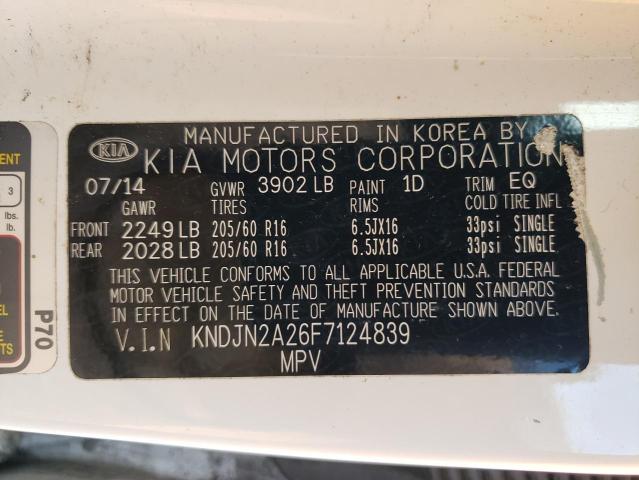 MANUFACTURED IN KOREA BY
KIA KIA MOTORS CORPORATION
07/14 GVWR 3902 LB PAINT 1D TRIM EQ
GAWR TIRES RIMS COLD TIRE INFL
FRONT 2249 LB 205/60 R16 6.5JX16 33psi SINGLE
REAR 2028 LB 205/60 R16 6.5JX16 33psi SINGLE
THIS VEHICLE CONFORMS TO ALL APPLICABLE U.S.A. FEDERAL
MOTOR VEHICLE SAFETY AND THEFT PREVENTION STANDARDS
IN EFFECT ON THE DATE OF MANUFACTURE SHOWN ABOVE.
V.I.N KNDJN2A26F7124839
MPV
3
lbs.
lb.
P70